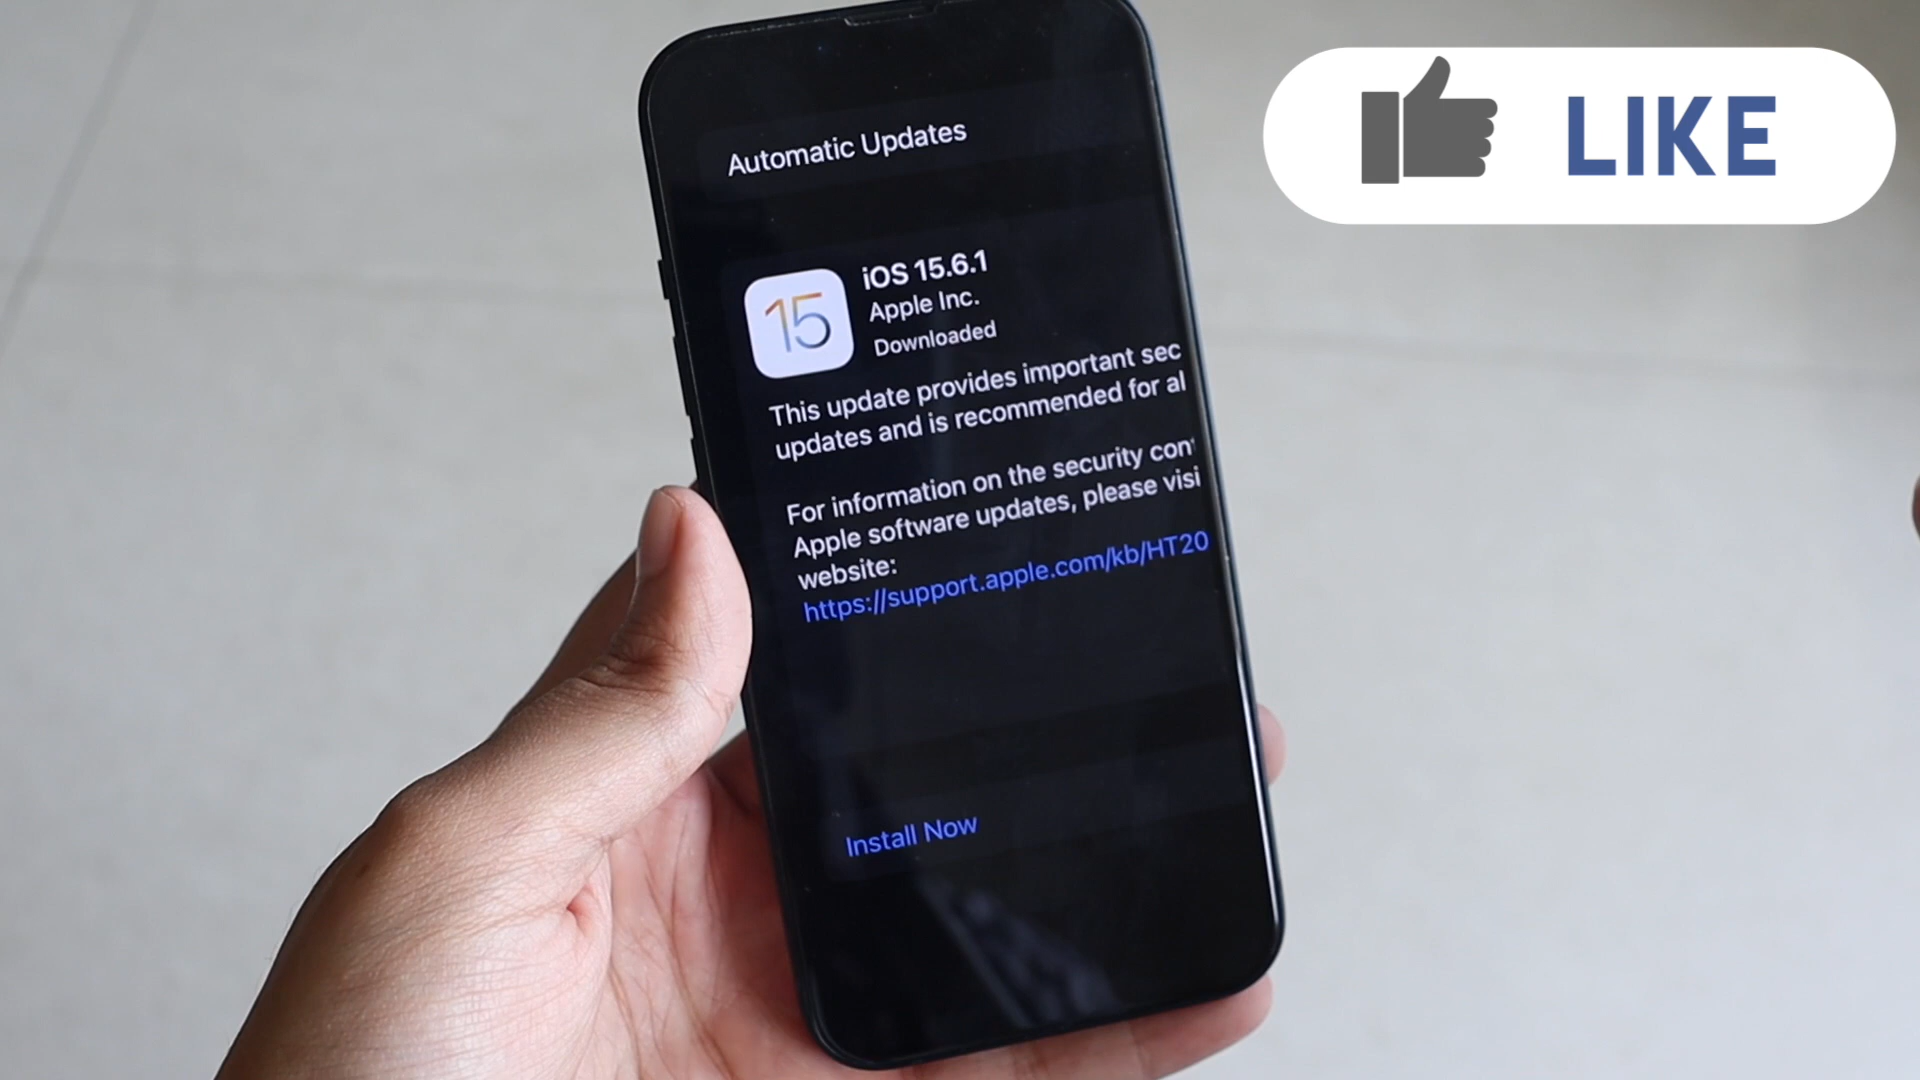 LIKE
Automatic Updates
15
iOS 15.6.1
Apple Inc.
Downloaded
This update provides important sec
updates and is recommended for al
For information on the security con
Apple software updates, please visi
website:
https://support.apple.com/kb/HT20
Install Now